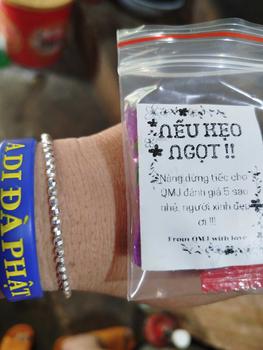 NẾU KẸO
NGỌT !!
Nàng đừng tiếc cho
QMJ đánh giá 5 sao
nhé, người xinh đẹp
ơi !!!
From QMJ with love
A DI ĐÀ PHẬT